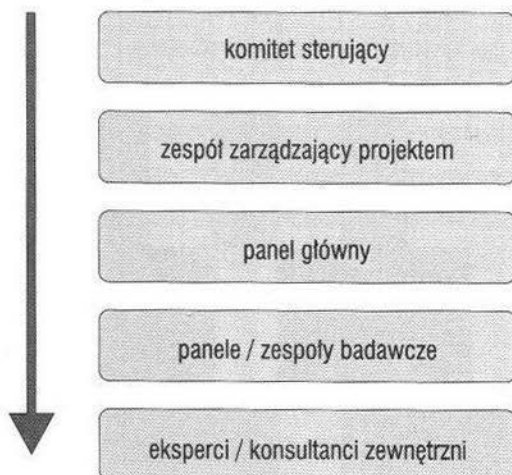 komitet sterujący
zespół zarządzający projektem
panel główny
panele / zespoły badawcze
eksperci / konsultanci zewnętrzni